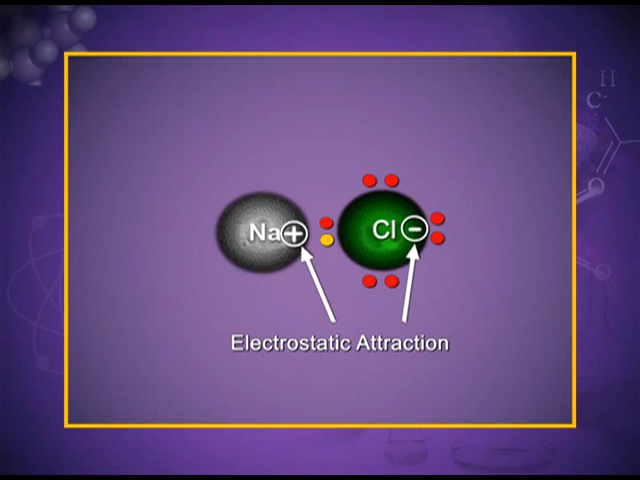 H
C-
O
O
Na+
Cl-
Electrostatic Attraction